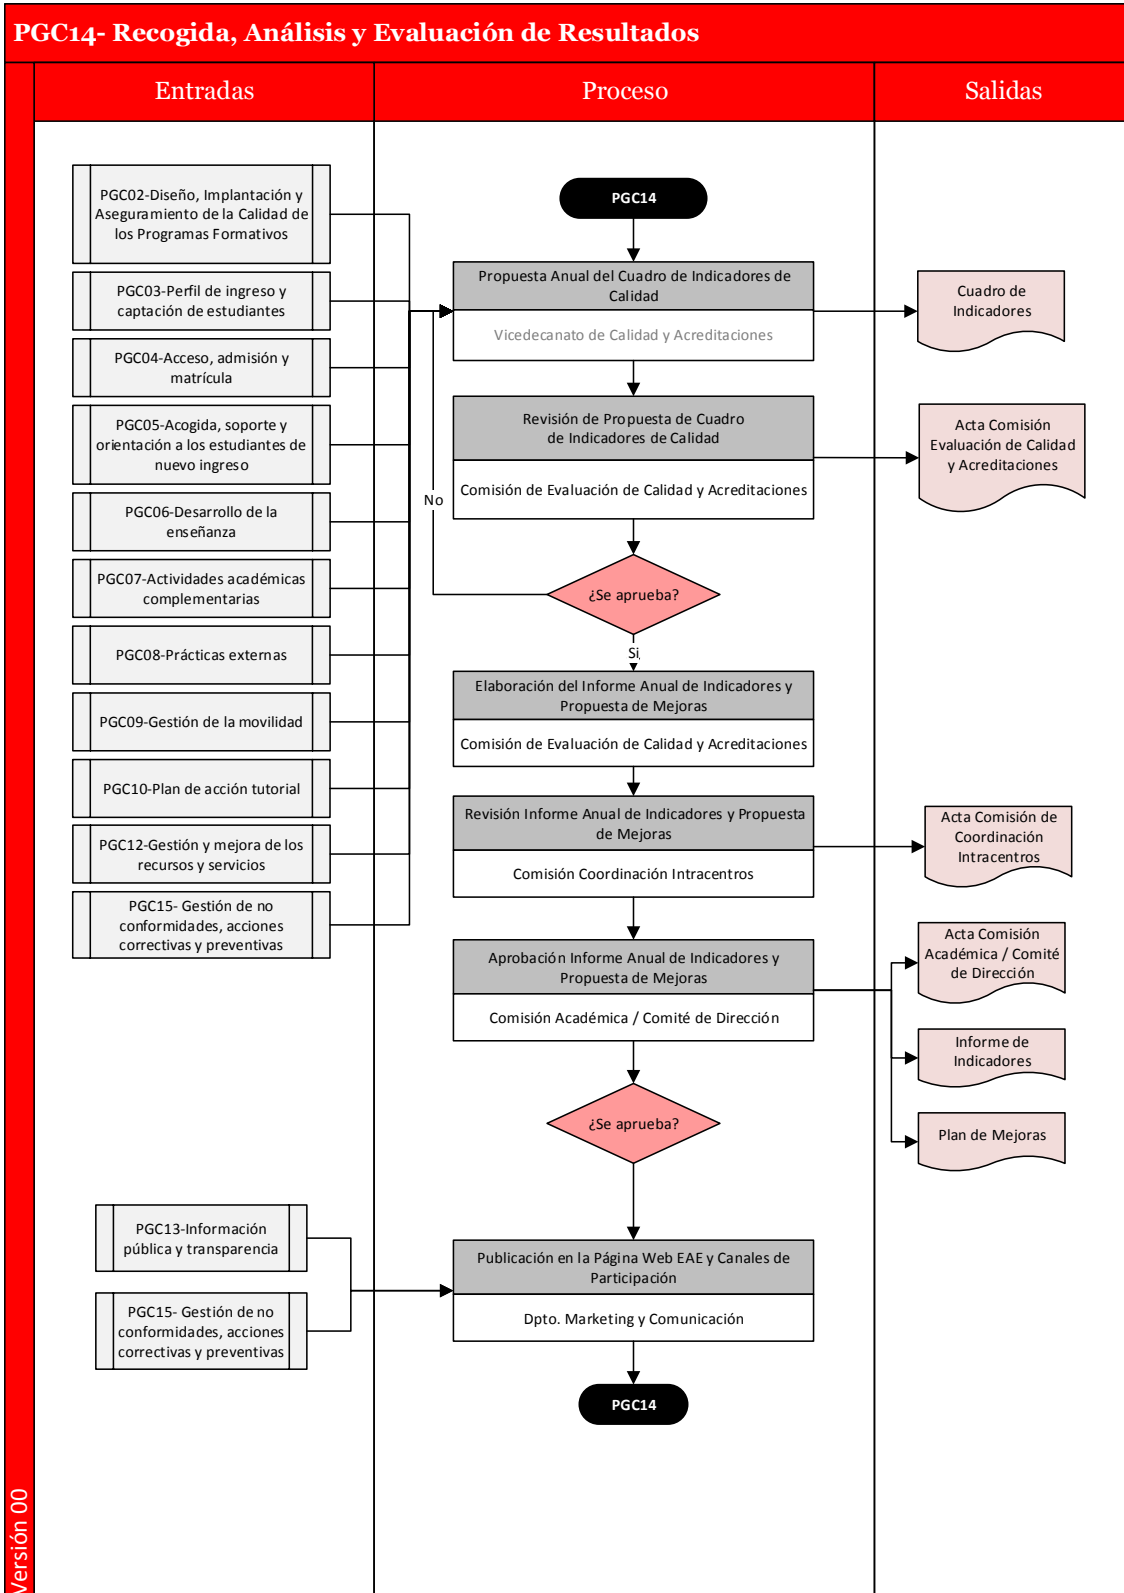 PGC14- Recogida, Análisis y Evaluación de Resultados
Entradas
Proceso
Salidas
PGC02-Diseño, Implantación y
Aseguramiento de la Calidad de
los Programas Formativos
PGC03-Perfil de ingreso y
captación de estudiantes
PGC04-Acceso, admisión y
matrícula
PGC05-Acogida, soporte y
orientación a los estudiantes de
nuevo ingreso
PGC06-Desarrollo de la
enseñanza
PGC07-Actividades académicas
complementarias
PGC08-Prácticas externas
PGC09-Gestión de la movilidad
PGC10-Plan de acción tutorial
PGC12-Gestión y mejora de los
recursos y servicios
PGC15- Gestión de no
conformidades, acciones
correctivas y preventivas
PGC13-Información
pública y transparencia
PGC15- Gestión de no
conformidades, acciones
correctivas y preventivas
PGC14
Propuesta Anual del Cuadro de Indicadores de
Calidad
Vicedecanato de Calidad y Acreditaciones
Revisión de Propuesta de Cuadro
de Indicadores de Calidad
Comisión de Evaluación de Calidad y Acreditaciones
No
¿Se aprueba?
Si
Elaboración del Informe Anual de Indicadores y
Propuesta de Mejoras
Comisión de Evaluación de Calidad y Acreditaciones
Revisión Informe Anual de Indicadores y Propuesta
de Mejoras
Comisión Coordinación Intracentros
Aprobación Informe Anual de Indicadores y
Propuesta de Mejoras
Comisión Académica / Comité de Dirección
¿Se aprueba?
Publicación en la Página Web EAE y Canales de
Participación
Dpto. Marketing y Comunicación
PGC14
Cuadro de
Indicadores
Acta Comisión
Evaluación de Calidad
y Acreditaciones
Acta Comisión de
Coordinación
Intracentros
Acta Comisión
Académica / Comité
de Dirección
Informe de
Indicadores
Plan de Mejoras
Versión 00